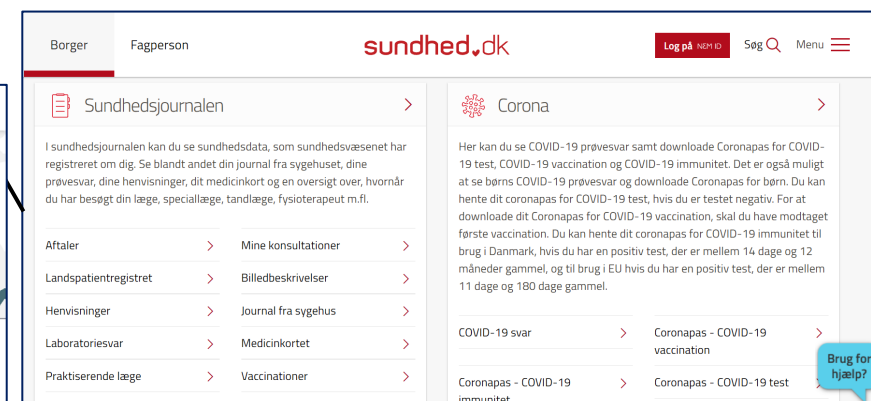 Borger
Fagperson
sundhed.dk
Log på NEM ID
Søg
Menu
Sundhedsjournalen
I sundhedsjournalen kan du se sundhedsdata, som sundhedsvæsenet har
registreret om dig. Se blandt andet din journal fra sygehuset, dine
prøvesvar, dine henvisninger, dit medicinkort og en oversigt over, hvornår
du har besøgt din læge, speciallæge, tandlæge, fysioterapeut m.fl.
Aftaler
Mine konsultationer
Landspatientregistret
Billedbeskrivelser
Henvisninger
Journal fra sygehus
Laboratoriesvar
Medicinkortet
Praktiserende læge
Vaccinationer
Corona
Her kan du se COVID-19 prøvesvar samt downloade Coronapas for COVID-
19 test, COVID-19 vaccination og COVID-19 immunitet. Det er også muligt
at se børns COVID-19 prøvesvar og downloade Coronapas for børn. Du kan
hente dit coronapas for COVID-19 test, hvis du er testet negativ. For at
downloade dit Coronapas for COVID-19 vaccination, skal du have modtaget
første vaccination. Du kan hente dit coronapas for COVID-19 immunitet til
brug i Danmark, hvis du har en positiv test, der er mellem 14 dage og 12
måneder gammel, og til brug i EU hvis du har en positiv test, der er mellem
11 dage og 180 dage gammel.
COVID-19 svar
Coronapas - COVID-19
vaccination
Coronapas - COVID-19
immunitet
Coronapas - COVID-19 test
Brug for
hjælp?